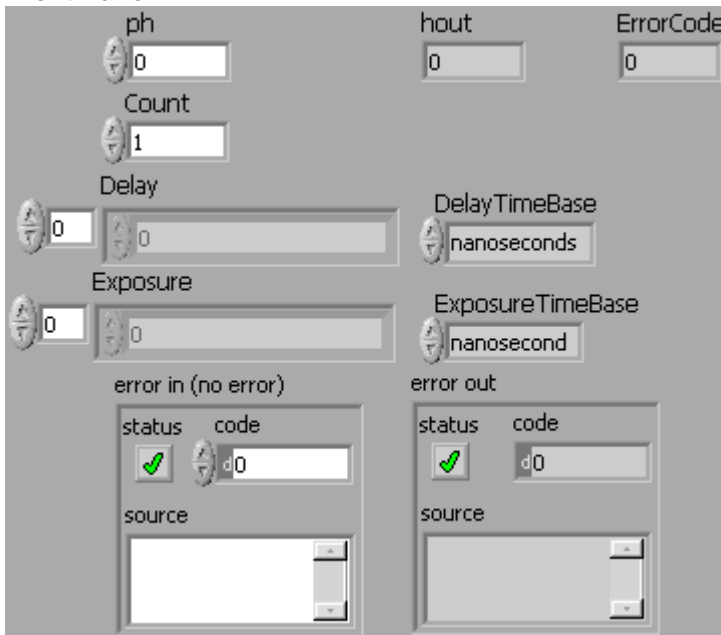 ph hout ErrorCode
0 0 0
Count
1
Delay
DelayTimeBase
0 0 nanoseconds
Exposure
ExposureTimeBase
0 0 nanosecond
error in (no error) error out
status code status code
d0 d0
source source